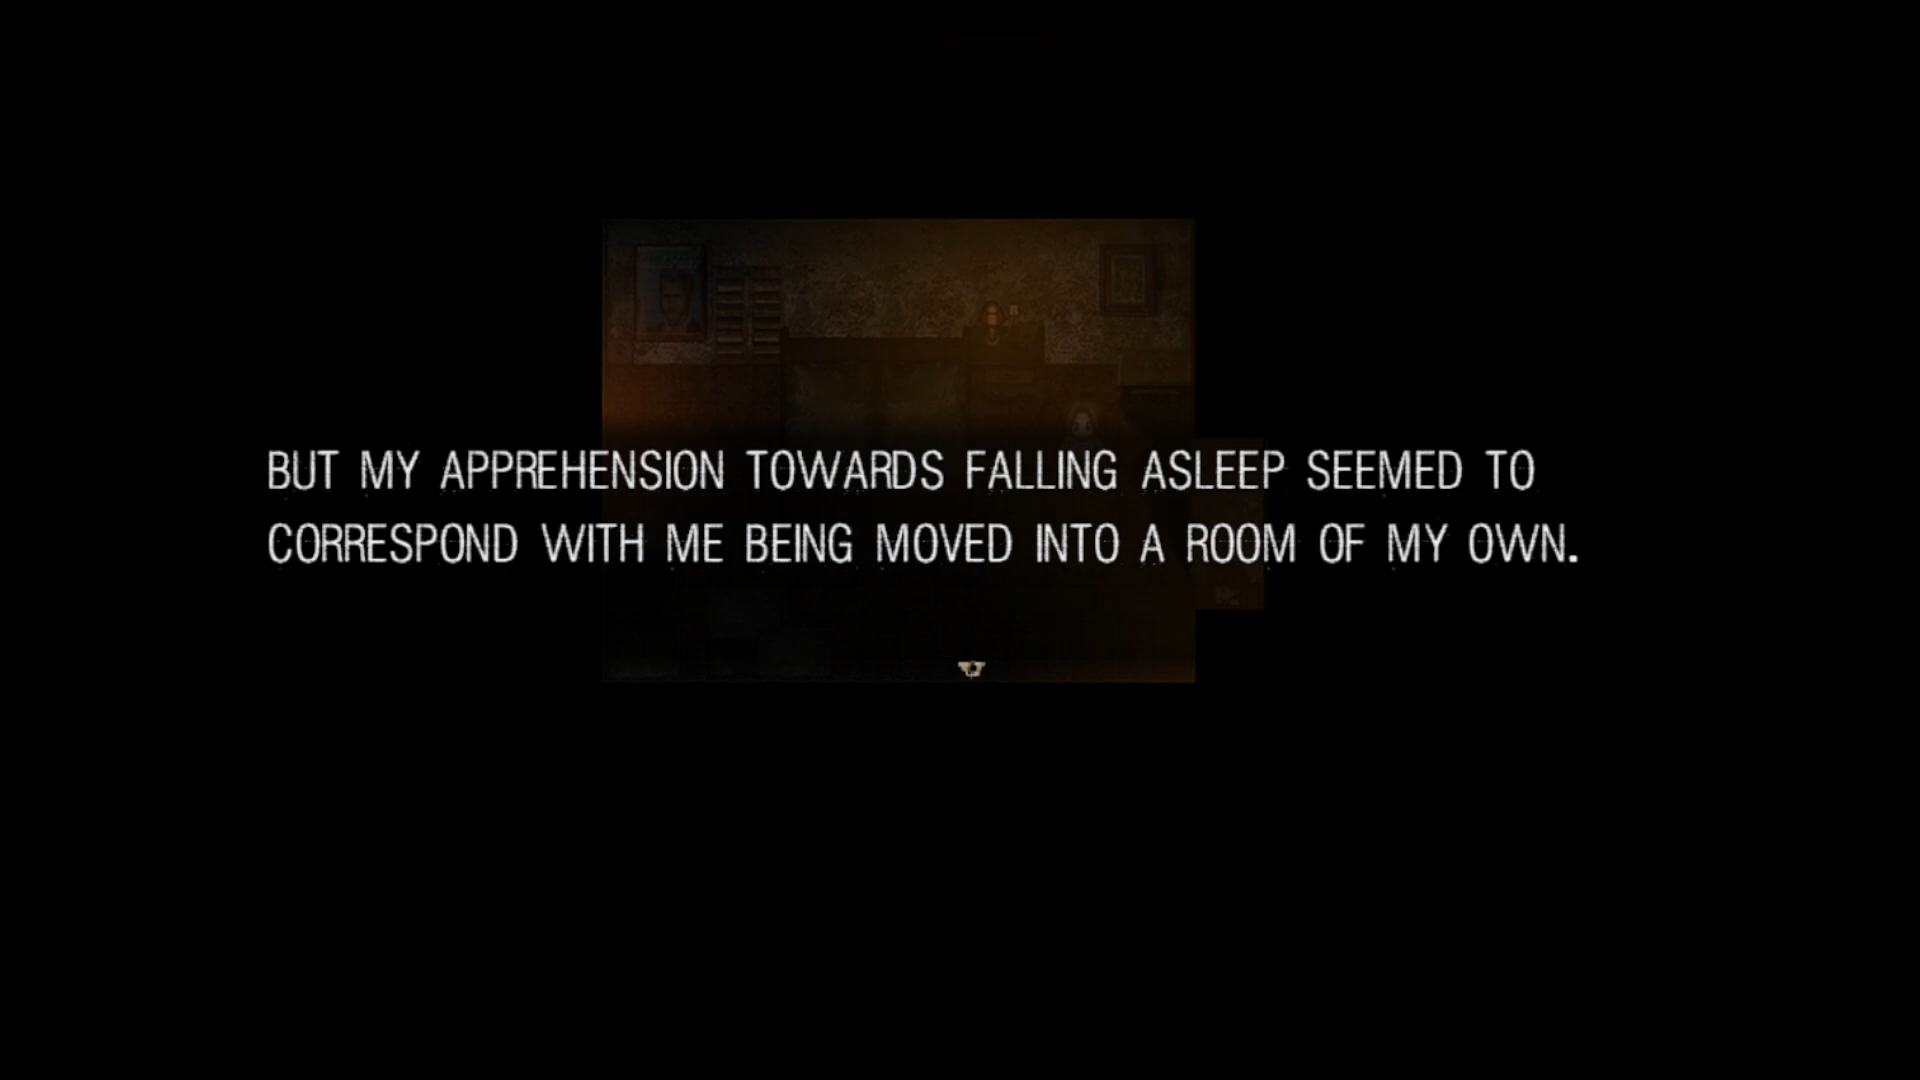 BUT MY APPREHENSION TOWARDS FALLING ASLEEP SEEMED TO
CORRESPOND WITH ME BEING MOVED INTO A ROOM OF MY OWN.